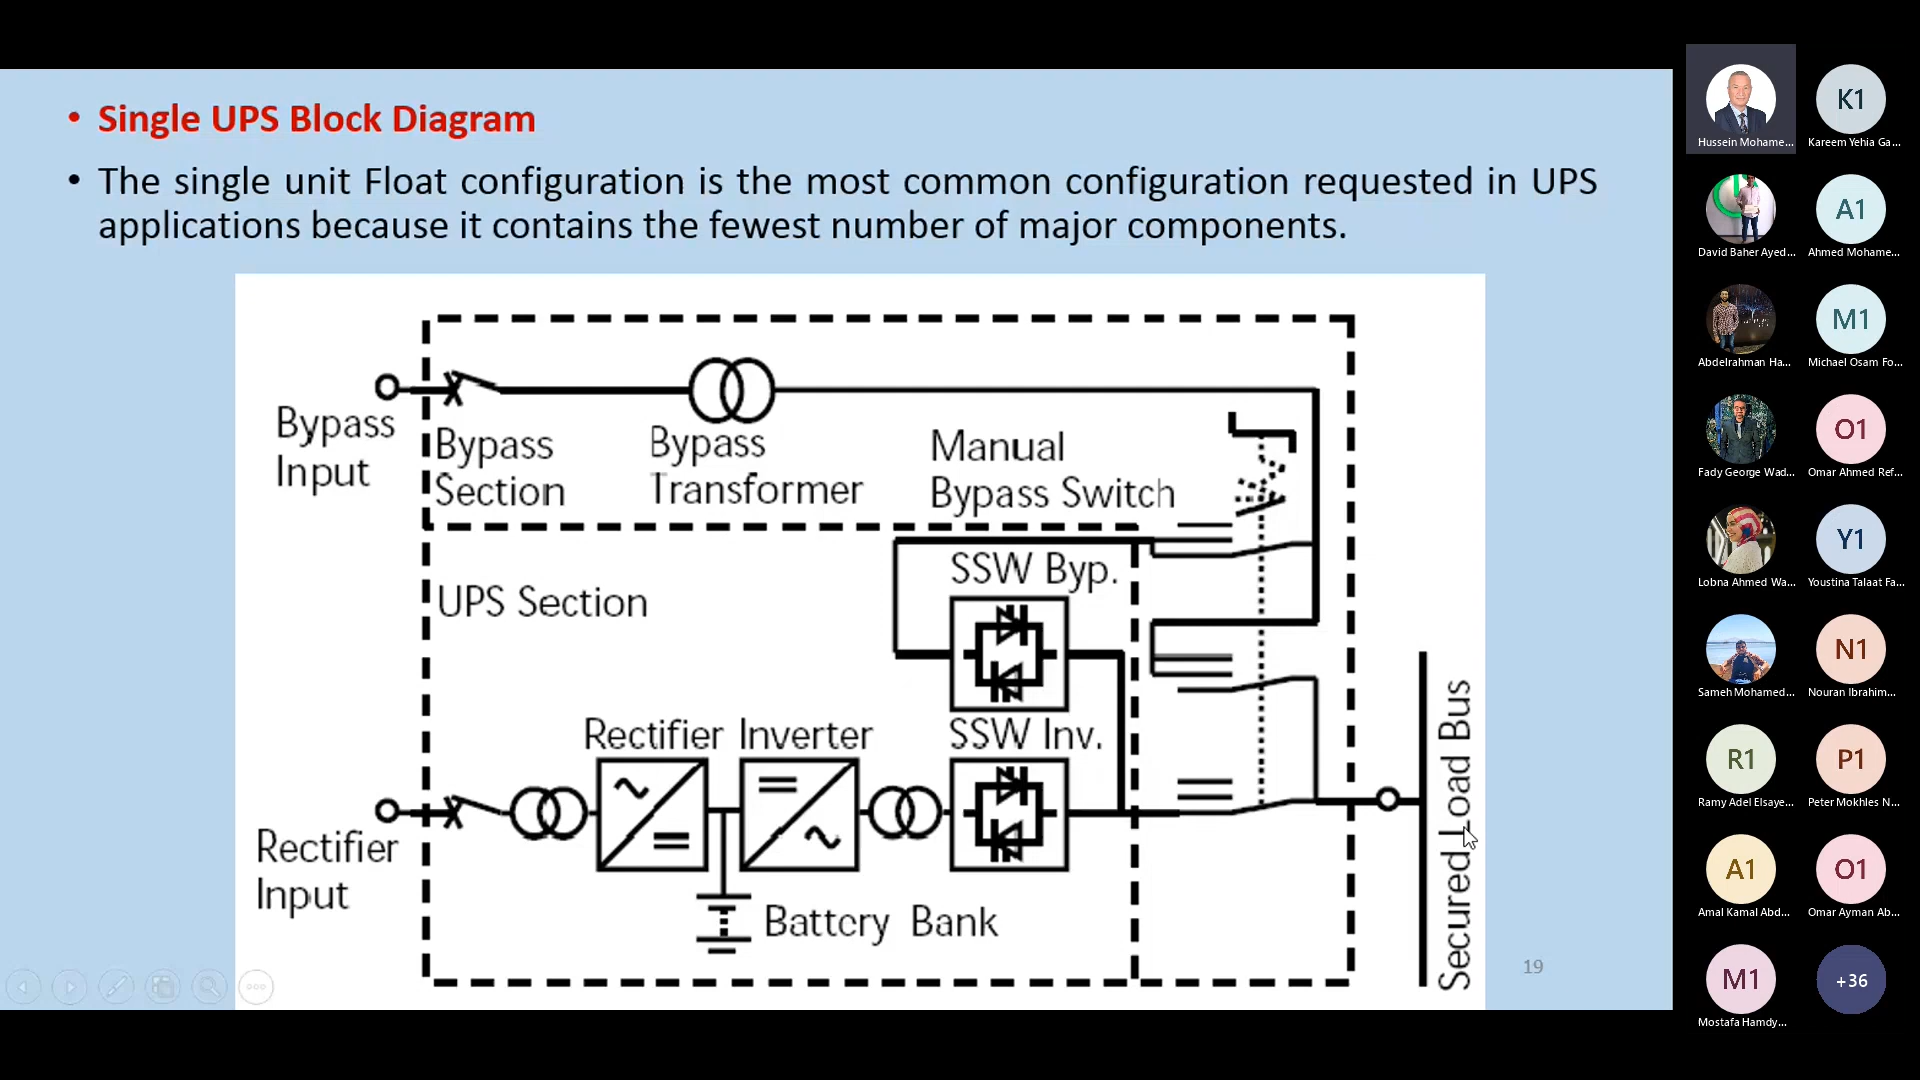 • Single UPS Block Diagram
• The single unit Float configuration is the most common configuration requested in UPS
applications because it contains the fewest number of major components.
Bypass
Input
Bypass
Section
Bypass
Transformer
Manual
Bypass Switch
UPS Section
SSW Byp.
Rectifier
Inverter
SSW Inv.
Rectifier
Input
Battery Bank
Secured Load Bus
19
Hussein Mohame...
K1
Kareem Yehia Ga...
David Baher Ayed...
A1
Ahmed Mohame...
Abdelrahman Ha...
M1
Michael Osam Fo...
Fady George Wad...
O1
Omar Ahmed Ref...
Lobna Ahmed Wa...
Y1
Youstina Talaat Fa...
Sameh Mohamed...
N1
Nouran Ibrahim...
R1
Ramy Adel Elsaye...
P1
Peter Mokhles N...
A1
Amal Kamal Abd...
O1
Omar Ayman Ab...
M1
Mostafa Hamdy...
+36